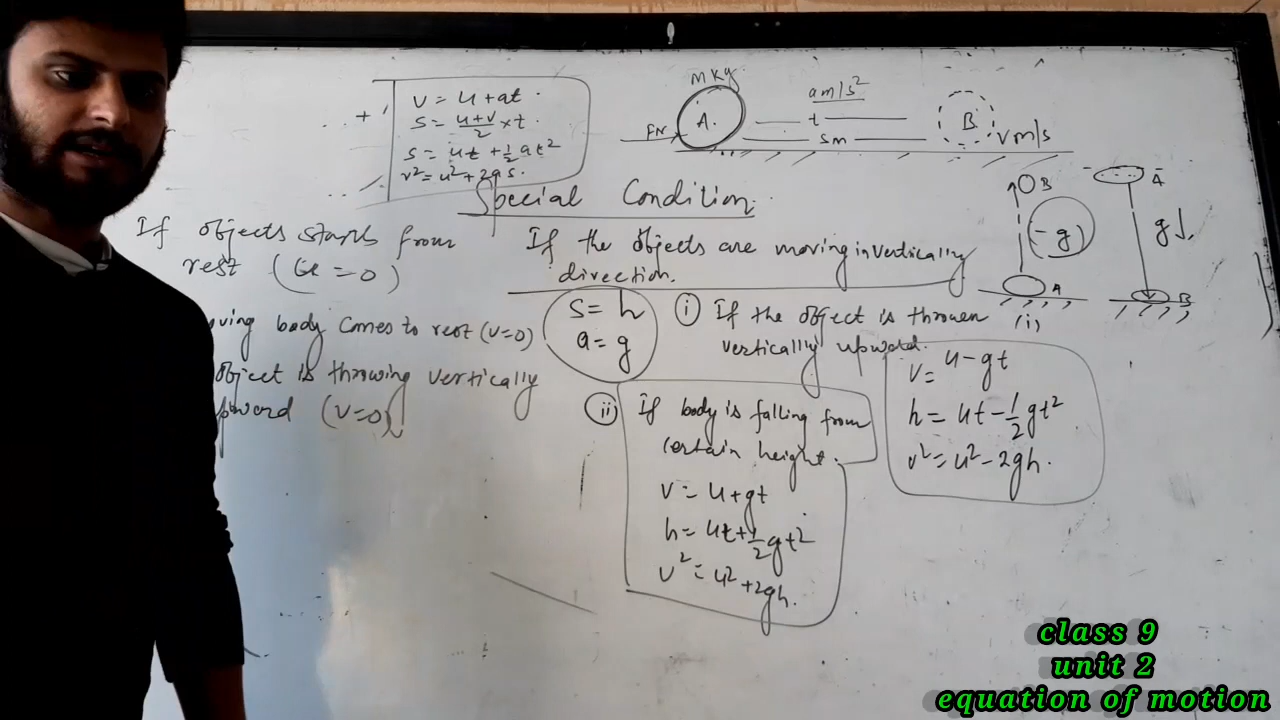 v = u + at
s = u+v/2 × t
s = ut + 1/2 at²
v² = u² + 2as.
m kg
A.
FN
am/s²
t
sm
B
v m/s
Special Condition
If objects starts from
rest (u = 0)
oving body comes to rest (v=0)
object is throwing vertically
pward (v=0)
If the objects are moving in vertically
direction.
s = h
a = g
(i) If the object is thrown
vertically upward.
v = u - gt
h = ut - 1/2 gt²
v² = u² - 2gh.
(ii) If body is falling from
certain height.
v = u + gt
h = ut + 1/2 gt²
v² = u² + 2gh.
B
- g
A
(i)
A
g↓
B
class 9
unit 2
equation of motion